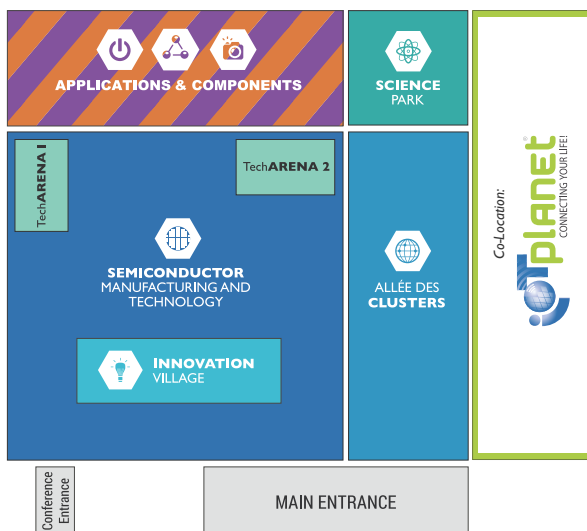 APPLICATIONS & COMPONENTS
SCIENCE
PARK
TechARENA 1
TechARENA 2
SEMICONDUCTOR
MANUFACTURING AND
TECHNOLOGY
ALLÉE DES
CLUSTERS
INNOVATION
VILLAGE
Co-Location:
IoT planet®
CONNECTING YOUR LIFE!
Conference
Entrance
MAIN ENTRANCE